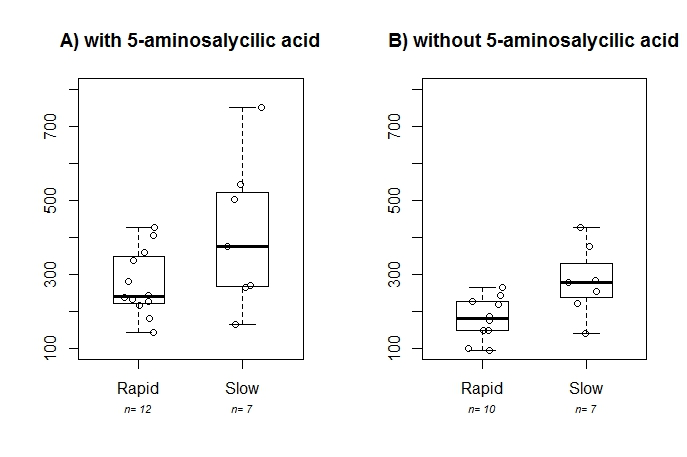 A) with 5-aminosalycilic acid
700
500
300
100
Rapid Slow
n= 12 n= 7
B) without 5-aminosalycilic acid
700
500
300
100
Rapid Slow
n= 10 n= 7